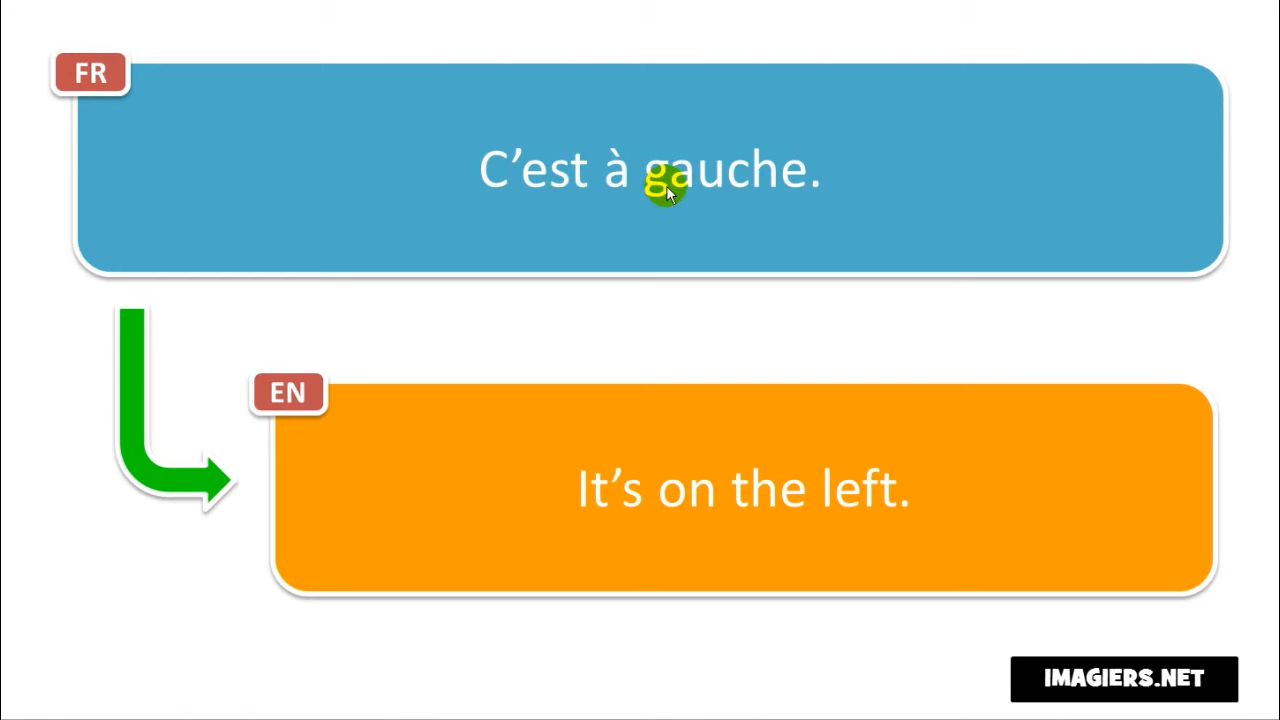 FR
C’est à gauche.
EN
It’s on the left.
IMAGIERS.NET